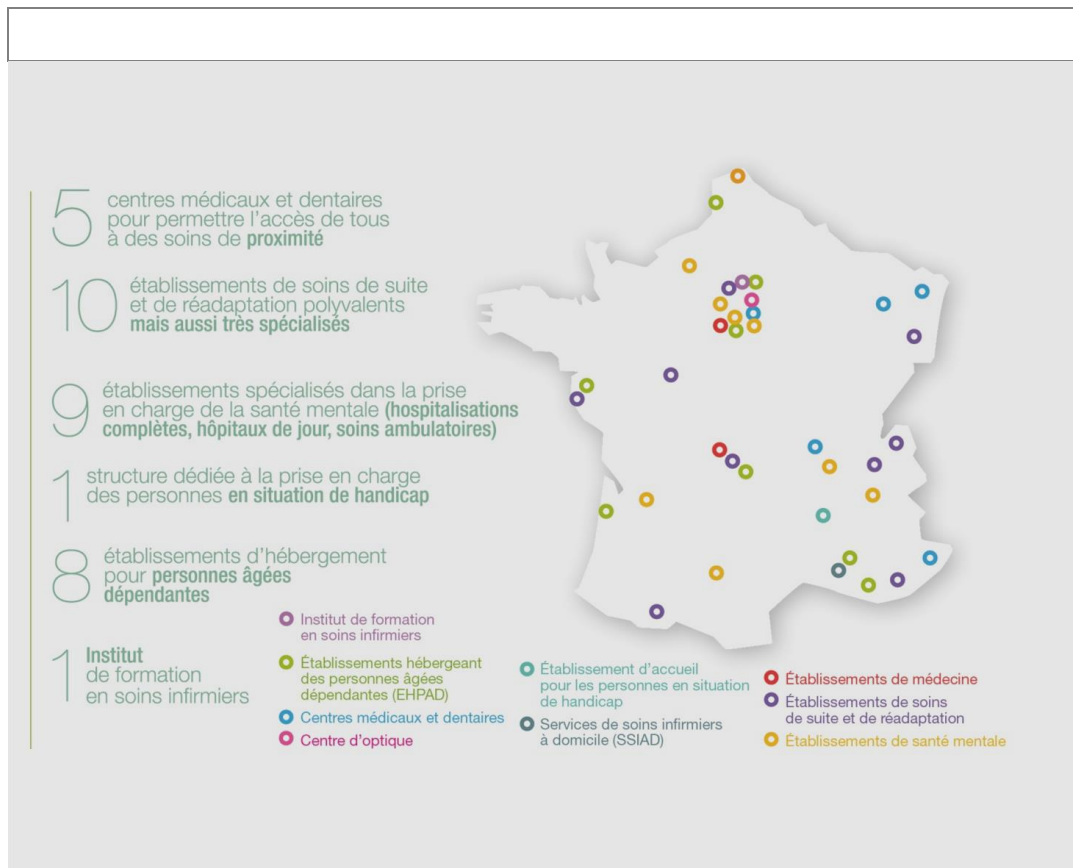 5 centres médicaux et dentaires
pour permettre l'accès de tous
à des soins de proximité
10 établissements de soins de suite
et de réadaptation polyvalents
mais aussi très spécialisés
9 établissements spécialisés dans la prise
en charge de la santé mentale (hospitalisations
complètes, hôpitaux de jour, soins ambulatoires)
1 structure dédiée à la prise en charge
des personnes en situation de handicap
8 établissements d'hébergement
pour personnes âgées
dépendantes
1 Institut
de formation
en soins infirmiers
Institut de formation
en soins infirmiers
Établissements hébergeant
des personnes âgées
dépendantes (EHPAD)
Centres médicaux et dentaires
Centre d'optique
Établissement d'accueil
pour les personnes en situation
de handicap
Services de soins infirmiers
à domicile (SSIAD)
Établissements de médecine
Établissements de soins
de suite et de réadaptation
Établissements de santé mentale